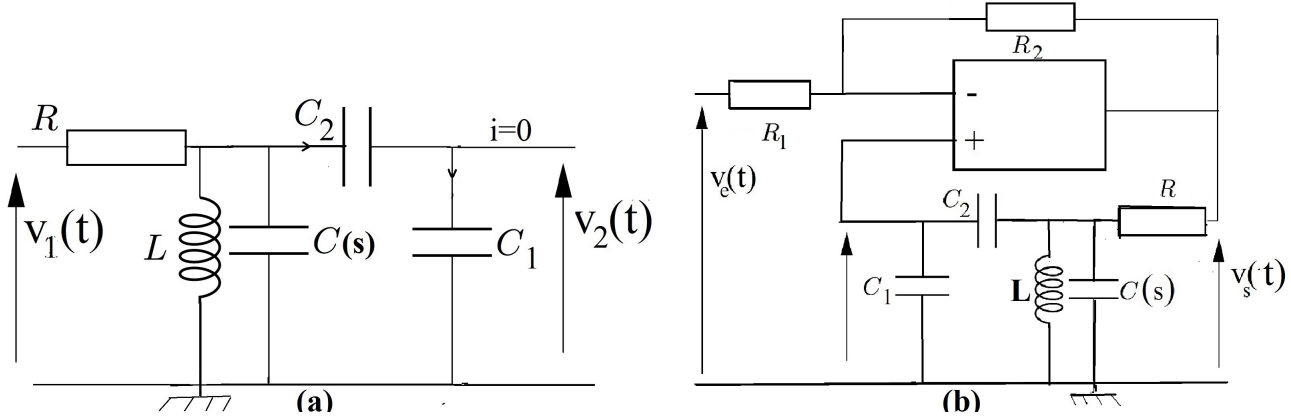 R
C₂
i=0
v₁(t)
L
C(s)
C₁
v₂(t)
(a)
R₂
R₁
-
+
vₑ(t)
C₂
R
C₁
L
C(s)
vₛ(t)
(b)